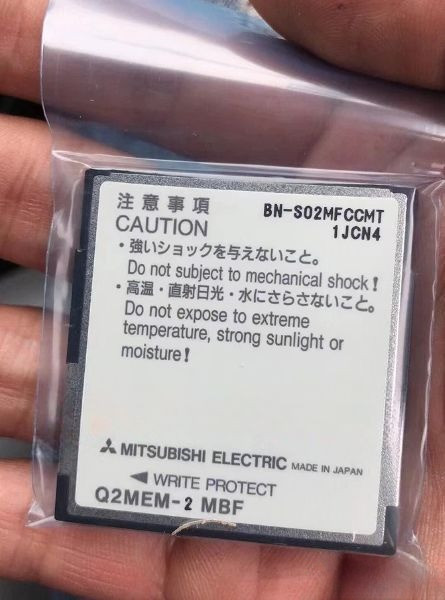 注意事項
BN-S02MFCCMT
CAUTION
1JCN4
・強いショックを与えないこと。
Do not subject to mechanical shock!
・高温・直射日光・水にさらさないこと。
Do not expose to extreme
temperature, strong sunlight or
moisture!
MITSUBISHI ELECTRIC MADE IN JAPAN
◀ WRITE PROTECT
Q2MEM-2 MBF